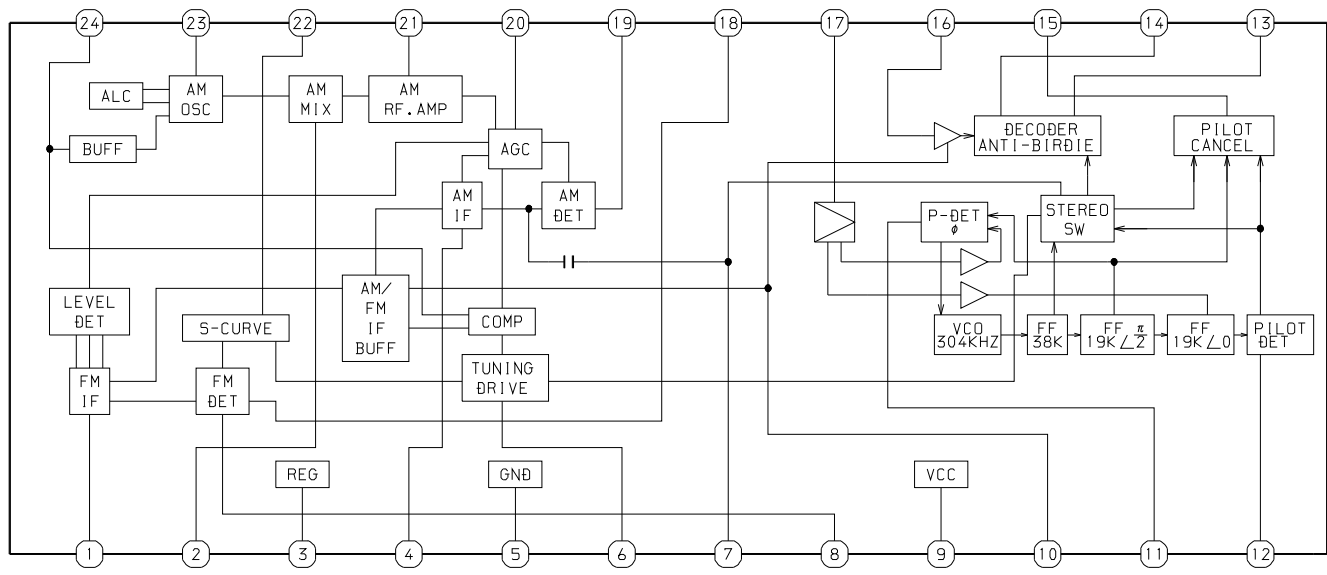 24 23 22 21 20 19 18 17 16 15 14 13
ALC
AM
OSC
AM
MIX
AM
RF.AMP
BUFF
AGC
DECODER
ANTI-BIRDIE
PILOT
CANCEL
AM
IF
AM
DET
P-DET
φ
STEREO
SW
LEVEL
DET
S-CURVE
AM/
FM
IF
BUFF
COMP
VCO
304KHZ
FF
38K
FF
19K∠π/2
FF
19K∠0
PILOT
DET
FM
IF
FM
DET
TUNING
DRIVE
REG
GND
VCC
1 2 3 4 5 6 7 8 9 10 11 12